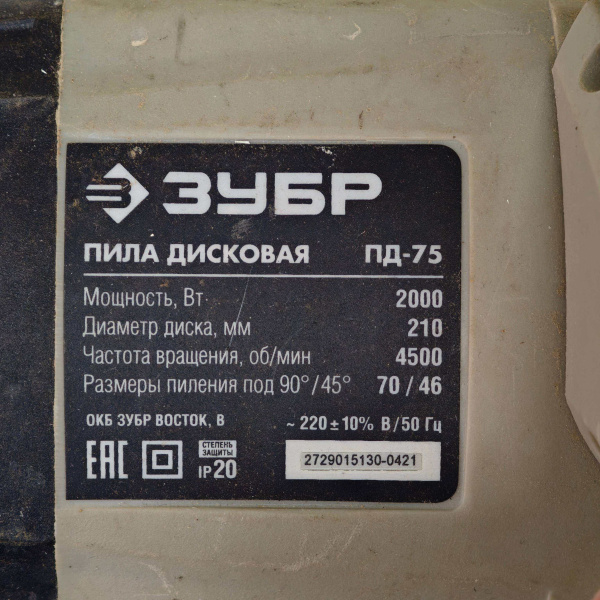 ЗУБР
ПИЛА ДИСКОВАЯ ПД-75
Мощность, Вт 2000
Диаметр диска, мм 210
Частота вращения, об/мин 4500
Размеры пиления под 90°/45° 70 / 46
ОКБ ЗУБР ВОСТОК, В ~ 220 ± 10% В/50 Гц
EAC СТЕПЕНЬ ЗАЩИТЫ IP20 2729015130-0421